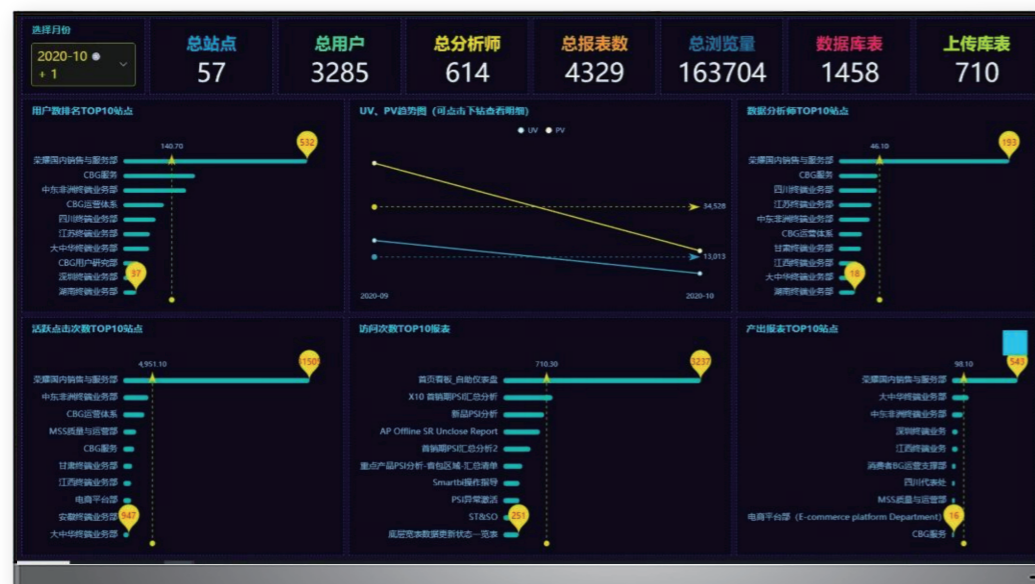 选择月份
2020-10
+ 1
总站点
57
总用户
3285
总分析师
614
总报表数
4329
总浏览量
163704
数据库表
1458
上传库表
710
用户数排名TOP10站点
140.70
532
荣耀国内销售与服务部
CBG服务
中东非洲终端业务部
CBG运营体系
四川终端业务部
江苏终端业务部
大中华终端业务部
CBG用户研究部
深圳终端业务部
37
湖南终端业务部
UV、PV趋势图（可点击下钻查看明细）
UV PV
34,528
13,013
2020-09 2020-10
数据分析师TOP10站点
46.10
193
荣耀国内销售与服务部
CBG服务
四川终端业务部
江苏终端业务部
中东非洲终端业务部
CBG运营体系
甘肃终端业务部
江西终端业务部
大中华终端业务部
18
湖南终端业务部
活跃点击次数TOP10站点
4,951.10
荣耀国内销售与服务部
中东非洲终端业务部
CBG运营体系
MSS质量与运营部
CBG服务
甘肃终端业务部
江西终端业务部
电商平台部
安徽终端业务部
947
大中华终端业务部
访问次数TOP10报表
710.30
3237
首页看板_自助仪表盘
X10 首销期PSI汇总分析
新品PSI分析
AP Offline SR Unclose Report
首销期PSI汇总分析2
重点产品PSI分析-首包区域-汇总清单
Smartbi操作指导
PSI异常激活
ST&SO
251
底层宽表数据更新状态一览表
产出报表TOP10站点
98.10
543
荣耀国内销售与服务部
大中华终端业务部
中东非洲终端业务部
深圳终端业务
江西终端业务
消费者BG运营支撑部
四川代表处
MSS质量与运营部
电商平台部（E-commerce platform Department）
16
CBG服务